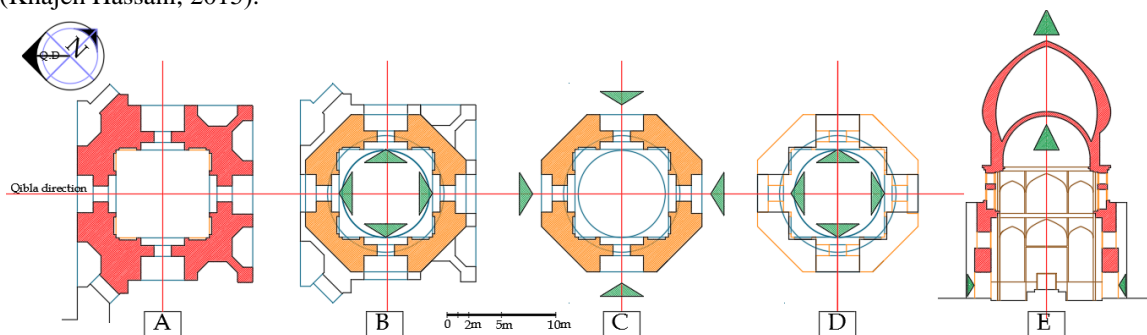 (Khajeh Hassani, 2015).
Q.D
N
Qibla direction
A
B
0 2m 5m 10m
C
D
E